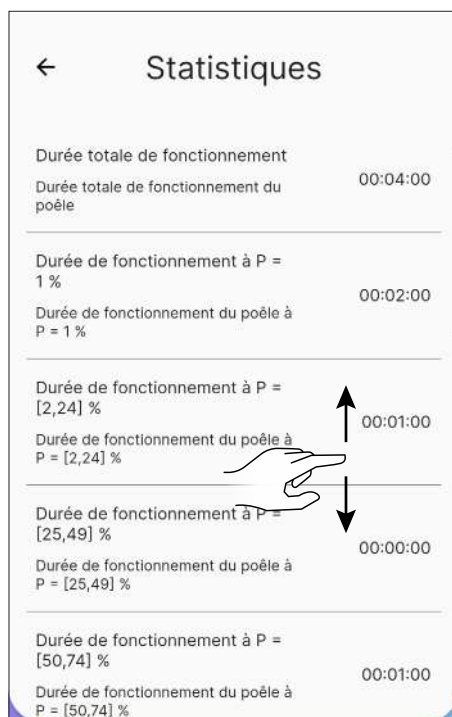 Statistiques
Durée totale de fonctionnement
Durée totale de fonctionnement du
poêle
00:04:00
Durée de fonctionnement à P =
1 %
Durée de fonctionnement du poêle à
P = 1 %
00:02:00
Durée de fonctionnement à P =
[2,24] %
Durée de fonctionnement du poêle à
P = [2,24] %
00:01:00
Durée de fonctionnement à P =
[25,49] %
Durée de fonctionnement du poêle à
P = [25,49] %
00:00:00
Durée de fonctionnement à P =
[50,74] %
Durée de fonctionnement du poêle à
P = [50,74] %
00:01:00